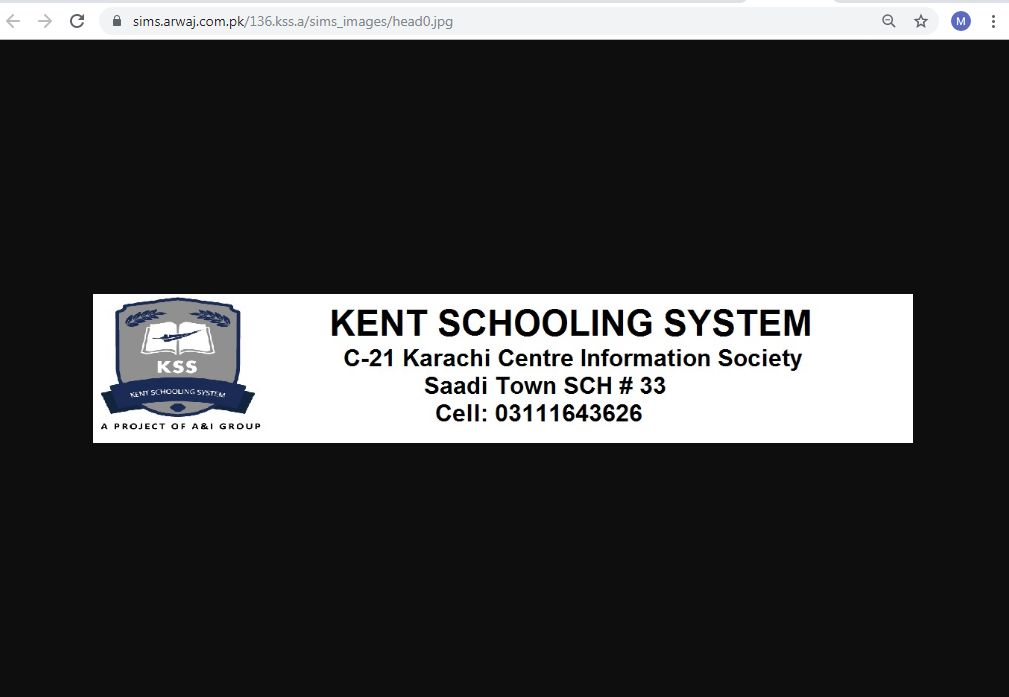 sims.arwaj.com.pk/136.kss.a/sims_images/head0.jpg
M
KENT SCHOOLING SYSTEM
C-21 Karachi Centre Information Society
Saadi Town SCH # 33
Cell: 03111643626
KSS
KENT SCHOOLING SYSTEM
A PROJECT OF A&I GROUP